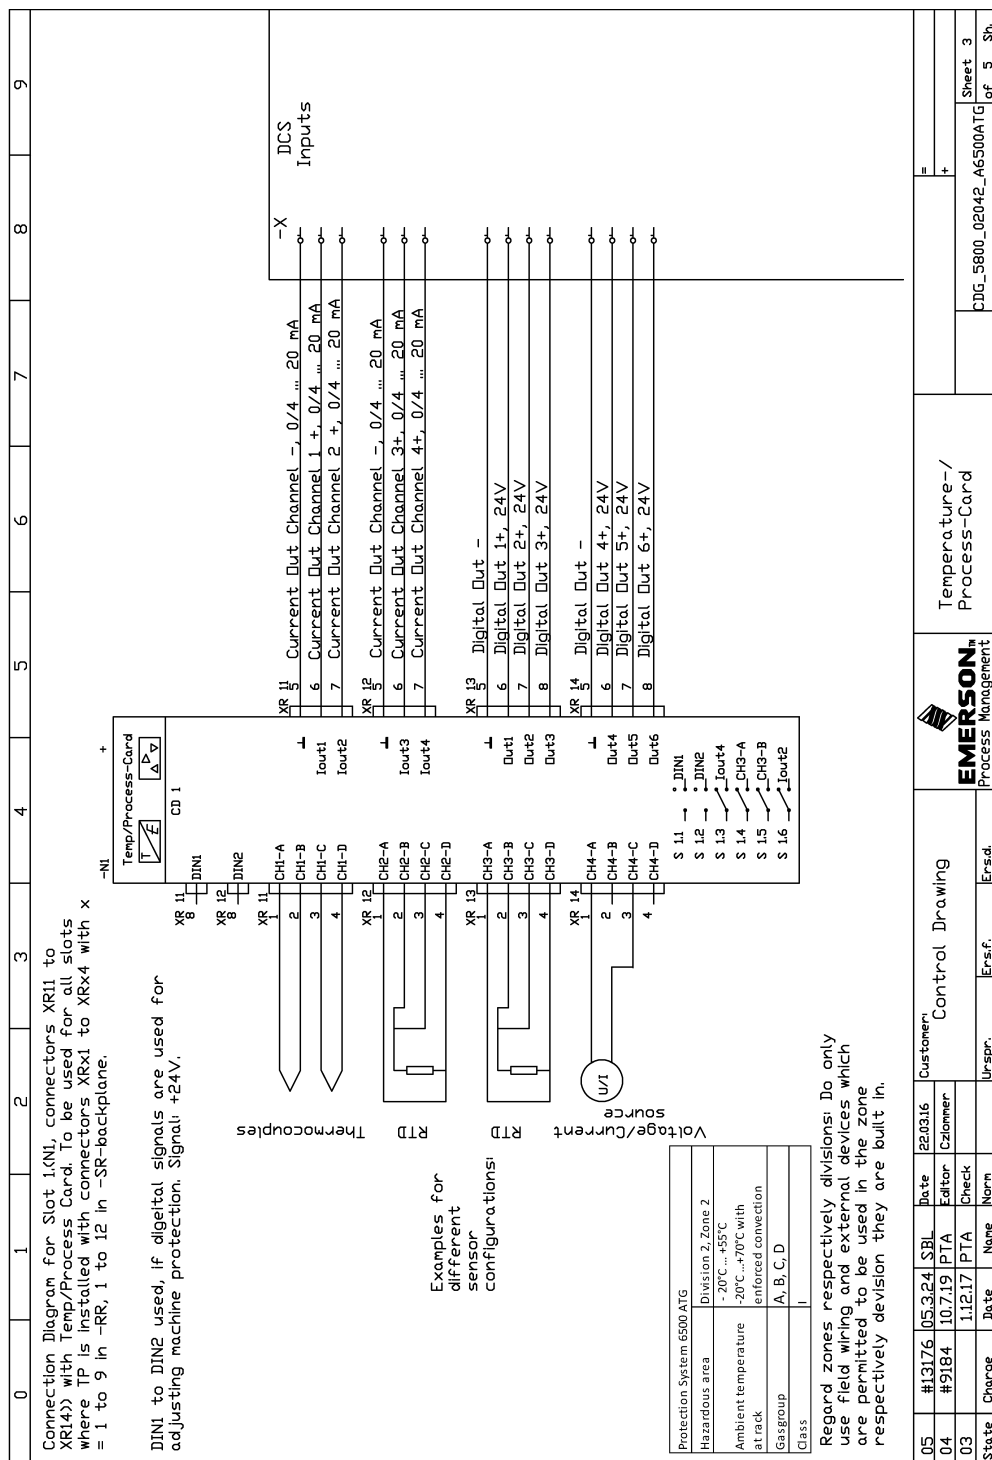 0 1 2 3 4 5 6 7 8 9
Connection Diagram for Slot 1.(N1, connectors XR11 to
XR14)) with Temp/Process Card. To be used for all slots
where TP is installed with connectors XRx1 to XRx4 with x
= 1 to 9 in -RR, 1 to 12 in -SR-backplane.
DIN1 to DIN2 used, if digeital signals are used for
adjusting machine protection. Signal: +24V.
-N1
+
Temp/Process-Card
T
E
CD 1
XR 11
8
DIN1
XR 12
8
DIN2
XR 11
1
CH1-A
2
CH1-B
3
CH1-C
4
CH1-D
XR 12
1
CH2-A
2
CH2-B
3
CH2-C
4
CH2-D
XR 13
1
CH3-A
2
CH3-B
3
CH3-C
4
CH3-D
XR 14
1
CH4-A
2
CH4-B
3
CH4-C
4
CH4-D
Thermocouples
RTD
RTD
Voltage/Current
source
U/I
Examples for
different
sensor
configurations:
S 1.1 DIN1
S 1.2 DIN2
S 1.3 Iout4
S 1.4 CH3-A
S 1.5 CH3-B
S 1.6 Iout2
XR 11
5 Current Out Channel -, 0/4 ... 20 mA
Iout1 6 Current Out Channel 1 +, 0/4 ... 20 mA
Iout2 7 Current Out Channel 2 +, 0/4 ... 20 mA
XR 12
5 Current Out Channel -, 0/4 ... 20 mA
Iout3 6 Current Out Channel 3+, 0/4 ... 20 mA
Iout4 7 Current Out Channel 4+, 0/4 ... 20 mA
XR 13
5 Digital Out -
Out1 6 Digital Out 1+, 24V
Out2 7 Digital Out 2+, 24V
Out3 8 Digital Out 3+, 24V
XR 14
5 Digital Out -
Out4 6 Digital Out 4+, 24V
Out5 7 Digital Out 5+, 24V
Out6 8 Digital Out 6+, 24V
-X
DCS
Inputs
Protection System 6500 ATG
Hazardous area Division 2, Zone 2
Ambient temperature
at rack
- 20°C ... +55°C
-20°C ...+70°C with
enforced convection
Gasgroup A, B, C, D
Class I
Regard zones respectively divisions: Do only
use field wiring and external devices which
are permitted to be used in the zone
respectively devision they are built in.
05 #13176 05.3.24 SBL Date 22.03.16
04 #9184 10.7.19 PTA Editor Czlommer
03 1.12.17 PTA Check
State Charge Date Name Norm
Customer:
Control Drawing
Urspr. Ers.f. Ers.d.
EMERSON™
Process Management
Temperature-/
Process-Card
=
+
CDG_5800_02042_A6500ATG
Sheet 3
of 5 Sh.